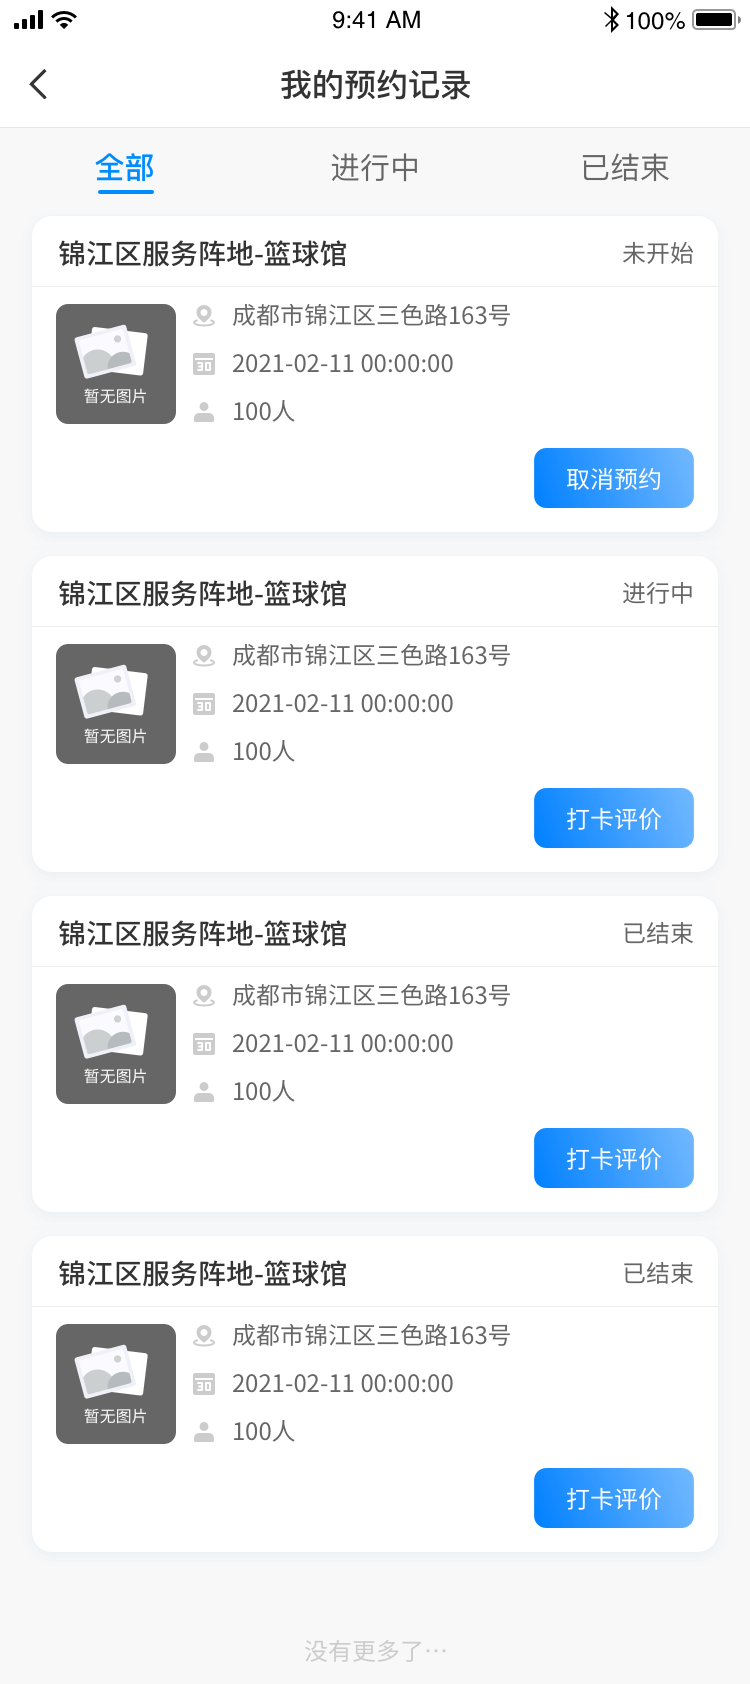 9:41 AM
100%
我的预约记录
全部
进行中
已结束
锦江区服务阵地-篮球馆
未开始
暂无图片
成都市锦江区三色路163号
30
2021-02-11 00:00:00
100人
取消预约
锦江区服务阵地-篮球馆
进行中
暂无图片
成都市锦江区三色路163号
30
2021-02-11 00:00:00
100人
打卡评价
锦江区服务阵地-篮球馆
已结束
暂无图片
成都市锦江区三色路163号
30
2021-02-11 00:00:00
100人
打卡评价
锦江区服务阵地-篮球馆
已结束
暂无图片
成都市锦江区三色路163号
30
2021-02-11 00:00:00
100人
打卡评价
没有更多了…